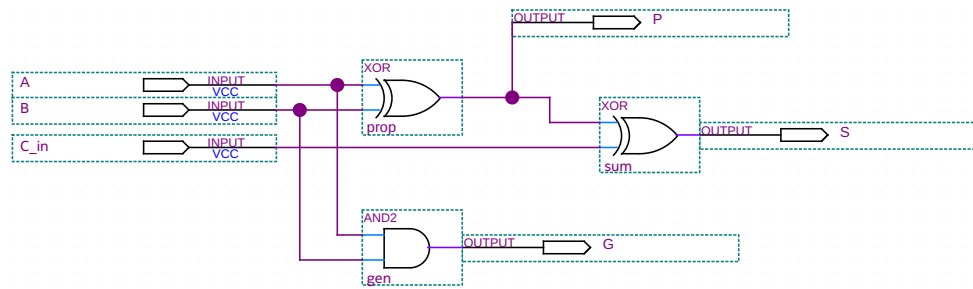 OUTPUT P
XOR
A INPUT
VCC
B INPUT
VCC
prop
XOR
OUTPUT S
C_in INPUT
VCC
sum
AND2
OUTPUT G
gen